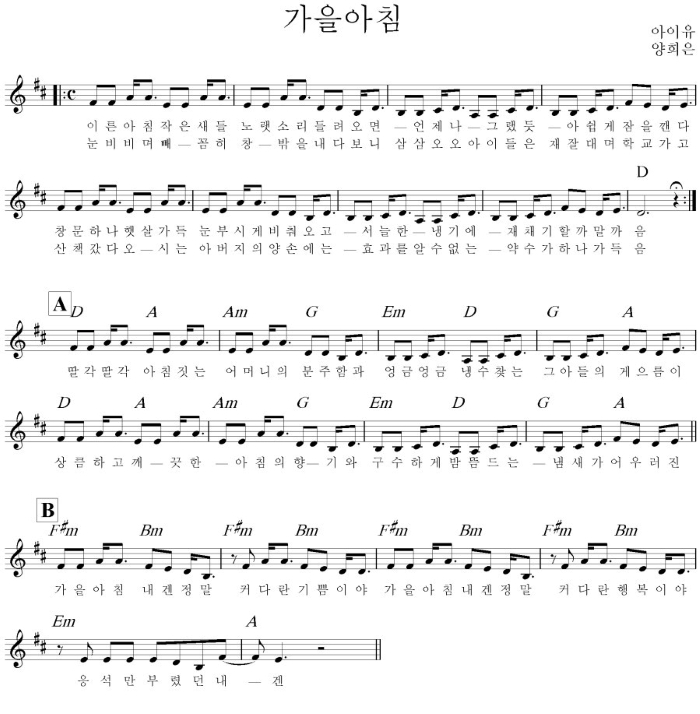 가을아침
아이유
양희은
이 른 아 침 작 은 새 들 노 랫 소 리 들 려 오 면 — 언 제 나 — 그 랬 듯 — 아 쉽 게 잠 을 깬 다
눈 비 비 며 빼 — 꼼 히 창 — 밖 을 내 다 보 니 삼 삼 오 오 아 이 들 은 재 잘 대 며 학 교 가 고
D
창 문 하 나 햇 살 가 득 눈 부 시 게 비 춰 오 고 — 서 늘 한 — 냉 기 에 — 재 채 기 할 까 말 까 음
산 책 갔 다 오 — 시 는 아 버 지 의 양 손 에 는 — 효 과 를 알 수 없 는 — 약 수 가 하 나 가 득 음
A
D A Am G Em D G A
딸 각 딸 각 아 침 짓 는 어 머 니 의 분 주 함 과 엉 금 엉 금 냉 수 찾 는 그 아 들 의 게 으 름 이
D A Am G Em D G A
상 큼 하 고 깨 — 끗 한 — 아 침 의 향 — 기 와 구 수 하 게 밤 뜸 드 는 — 냄 새 가 어 우 러 진
B
F#m Bm F#m Bm F#m Bm F#m Bm
가 을 아 침 내 겐 정 말 커 다 란 기 쁨 이 야 가 을 아 침 내 겐 정 말 커 다 란 행 복 이 야
Em A
응 석 만 부 렸 던 내 — 겐